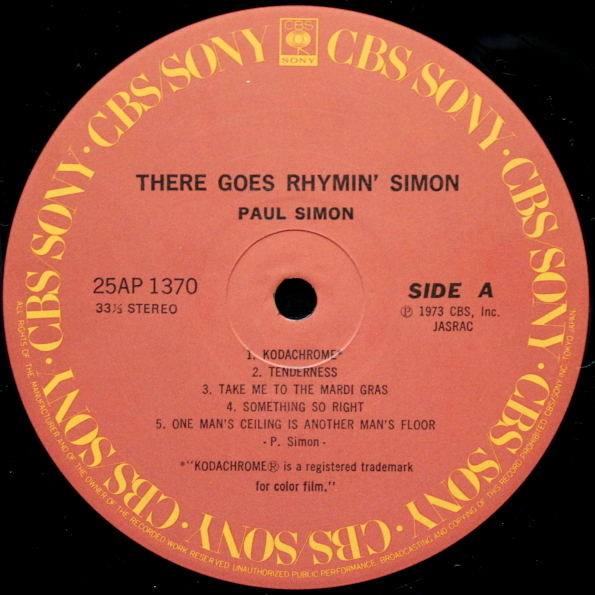 CBS
SONY
CBS/SONY · CBS/SONY · CBS/SONY · CBS/SONY · CBS/SONY · CBS/SONY · CBS/SONY · CBS/SONY
THERE GOES RHYMIN' SIMON
PAUL SIMON
25AP 1370
33⅓ STEREO
SIDE A
Ⓟ 1973 CBS, Inc.
JASRAC
1. KODACHROME*
2. TENDERNESS
3. TAKE ME TO THE MARDI GRAS
4. SOMETHING SO RIGHT
5. ONE MAN'S CEILING IS ANOTHER MAN'S FLOOR
- P. Simon -
*"KODACHROME® is a registered trademark
for color film."
ALL RIGHTS OF THE MANUFACTURER AND OF THE OWNER OF THE RECORDED WORK RESERVED UNAUTHORIZED PUBLIC PERFORMANCE, BROADCASTING AND COPYING OF THIS RECORD PROHIBITED CBS/SONY INC. TOKYO JAPAN.